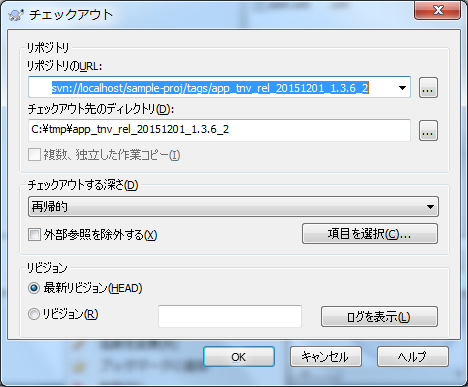 チェックアウト
リポジトリ
リポジトリのURL:
svn://localhost/sample-proj/tags/app_tnv_rel_20151201_1.3.6_2
...
チェックアウト先のディレクトリ(D):
C:¥tmp¥app_tnv_rel_20151201_1.3.6_2
...
複数、独立した作業コピー(I)
チェックアウトする深さ(D)
再帰的
外部参照を除外する(X)
項目を選択(C)...
リビジョン
最新リビジョン(HEAD)
リビジョン(R)
ログを表示(L)
OK
キャンセル
ヘルプ